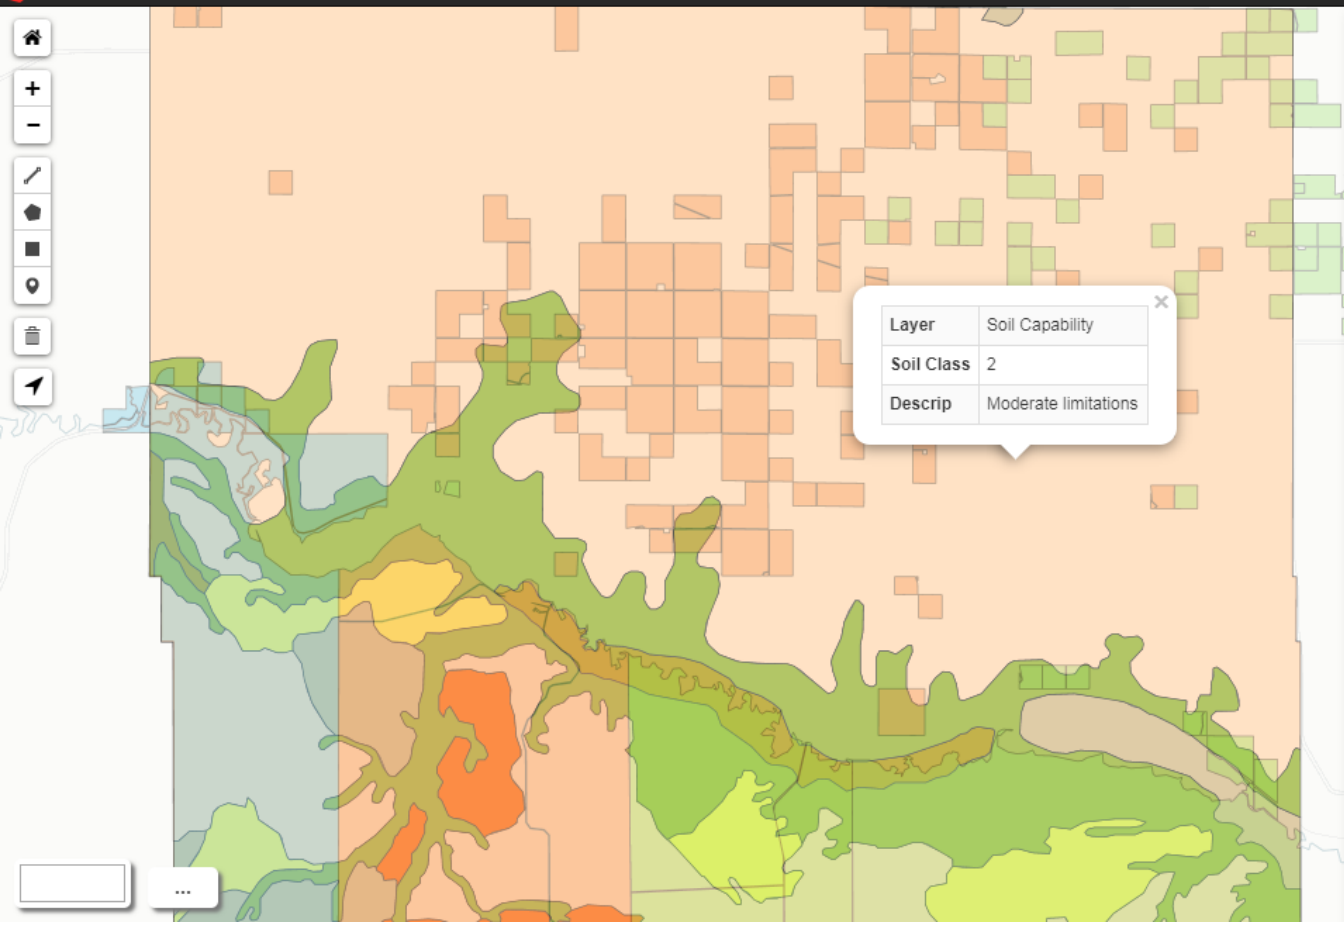 +
−
×
Layer Soil Capability
Soil Class 2
Descrip Moderate limitations
...